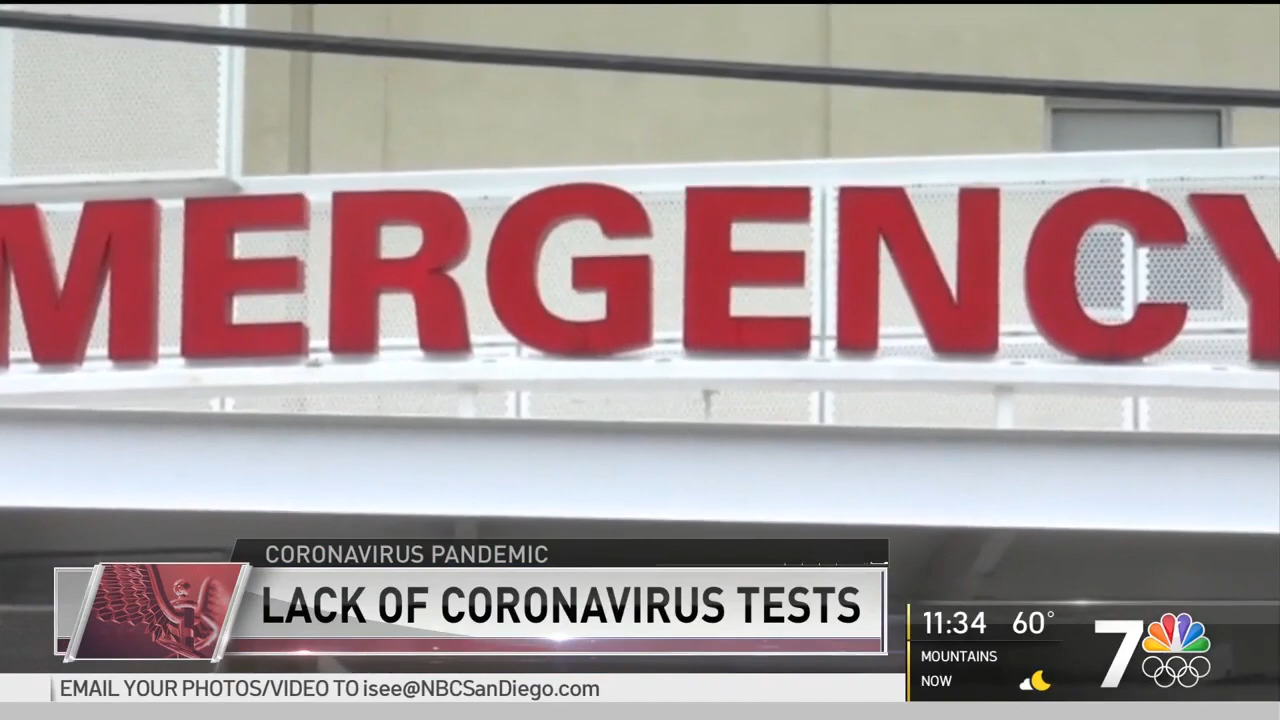 MERGENCY
CORONAVIRUS PANDEMIC
LACK OF CORONAVIRUS TESTS
11:34 60°
MOUNTAINS
NOW
7
EMAIL YOUR PHOTOS/VIDEO TO isee@NBCSanDiego.com